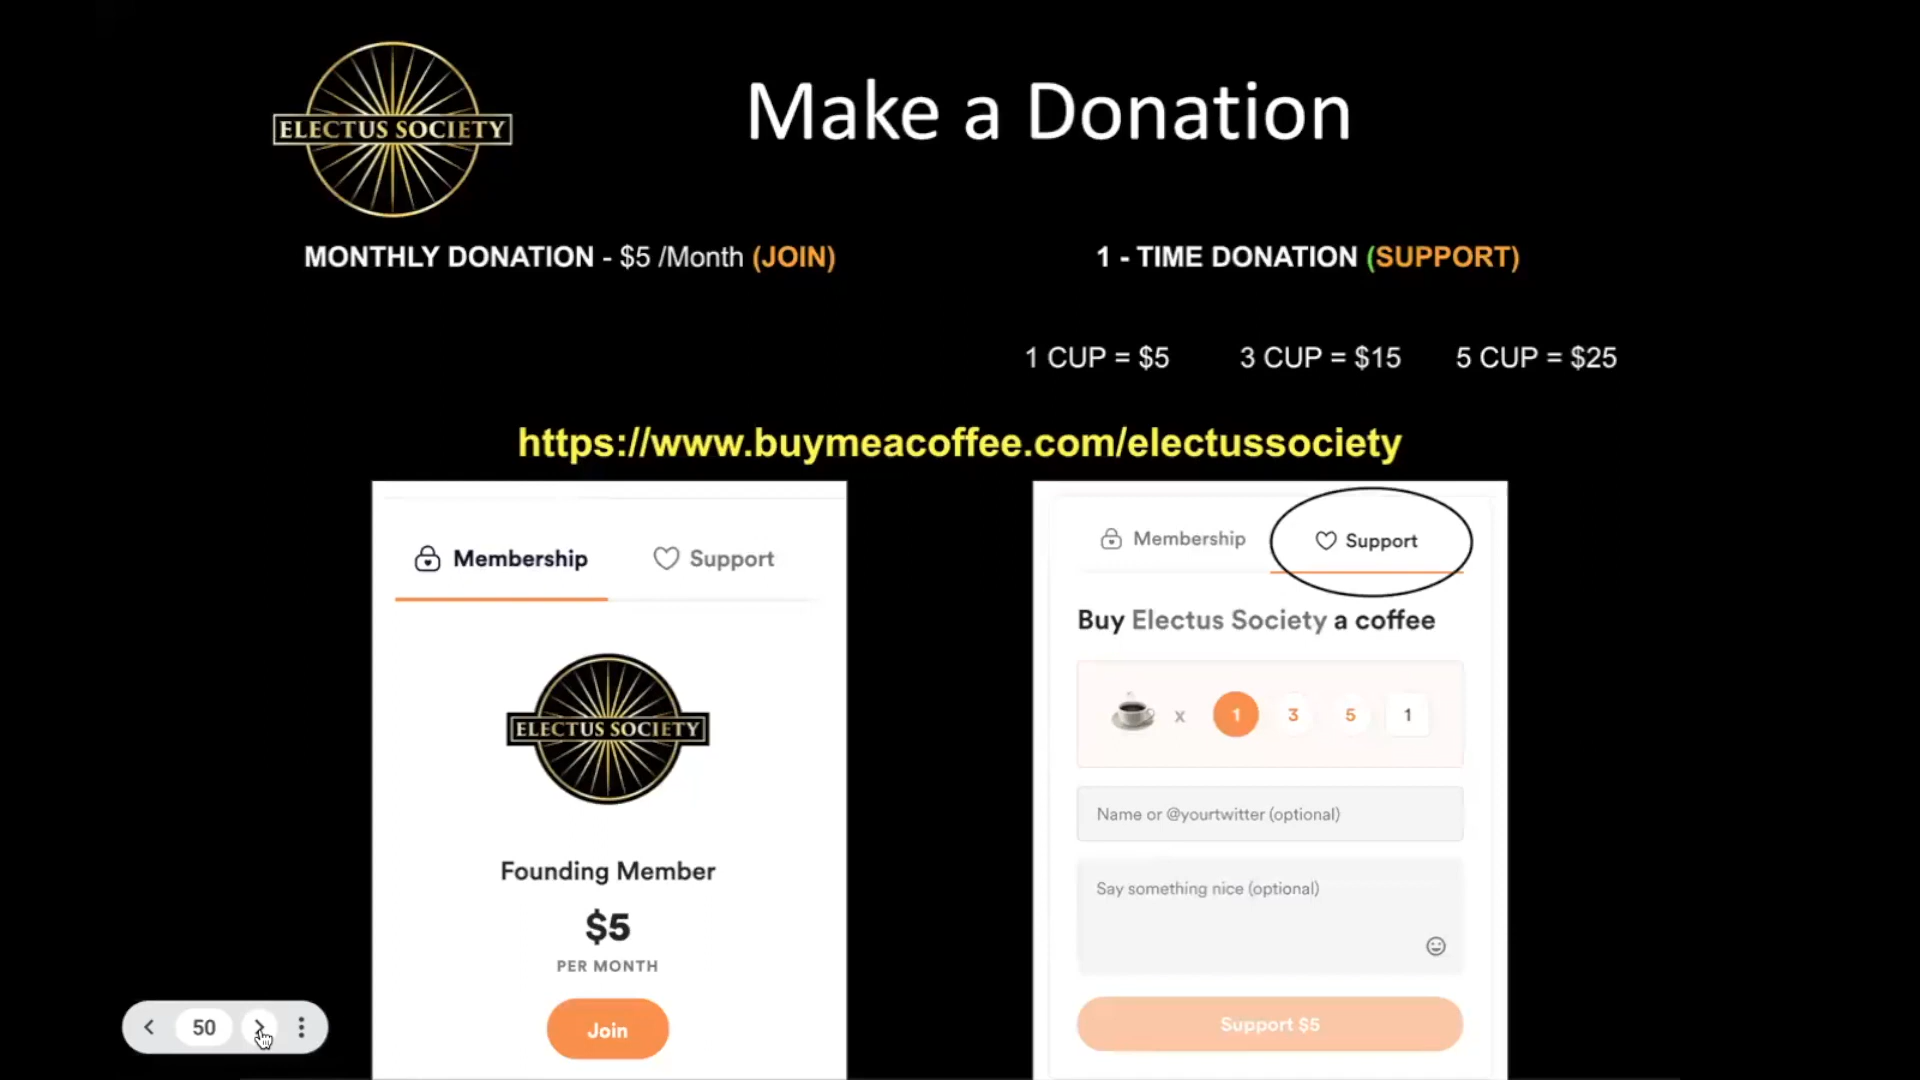 ELECTUS SOCIETY
Make a Donation
MONTHLY DONATION - $5 /Month (JOIN)
1 - TIME DONATION (SUPPORT)
1 CUP = $5 3 CUP = $15 5 CUP = $25
https://www.buymeacoffee.com/electussociety
Membership Support
ELECTUS SOCIETY
Founding Member
$5
PER MONTH
Join
Membership Support
Buy Electus Society a coffee
x 1 3 5 1
Name or @yourtwitter (optional)
Say something nice (optional)
Support $5
50